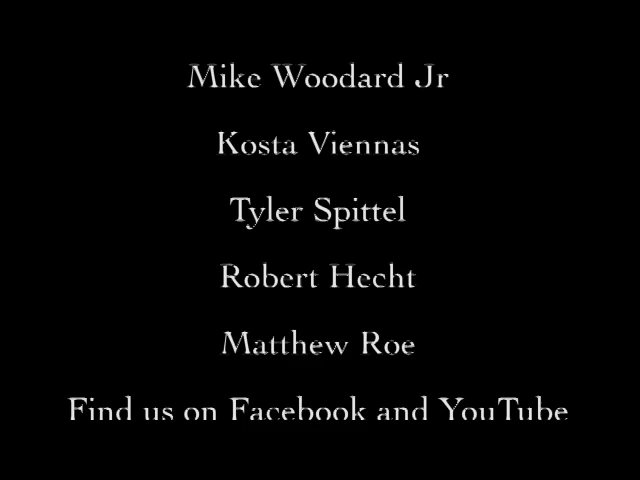 Mike Woodard Jr
Kosta Viennas
Tyler Spittel
Robert Hecht
Matthew Roe
Find us on Facebook and YouTube